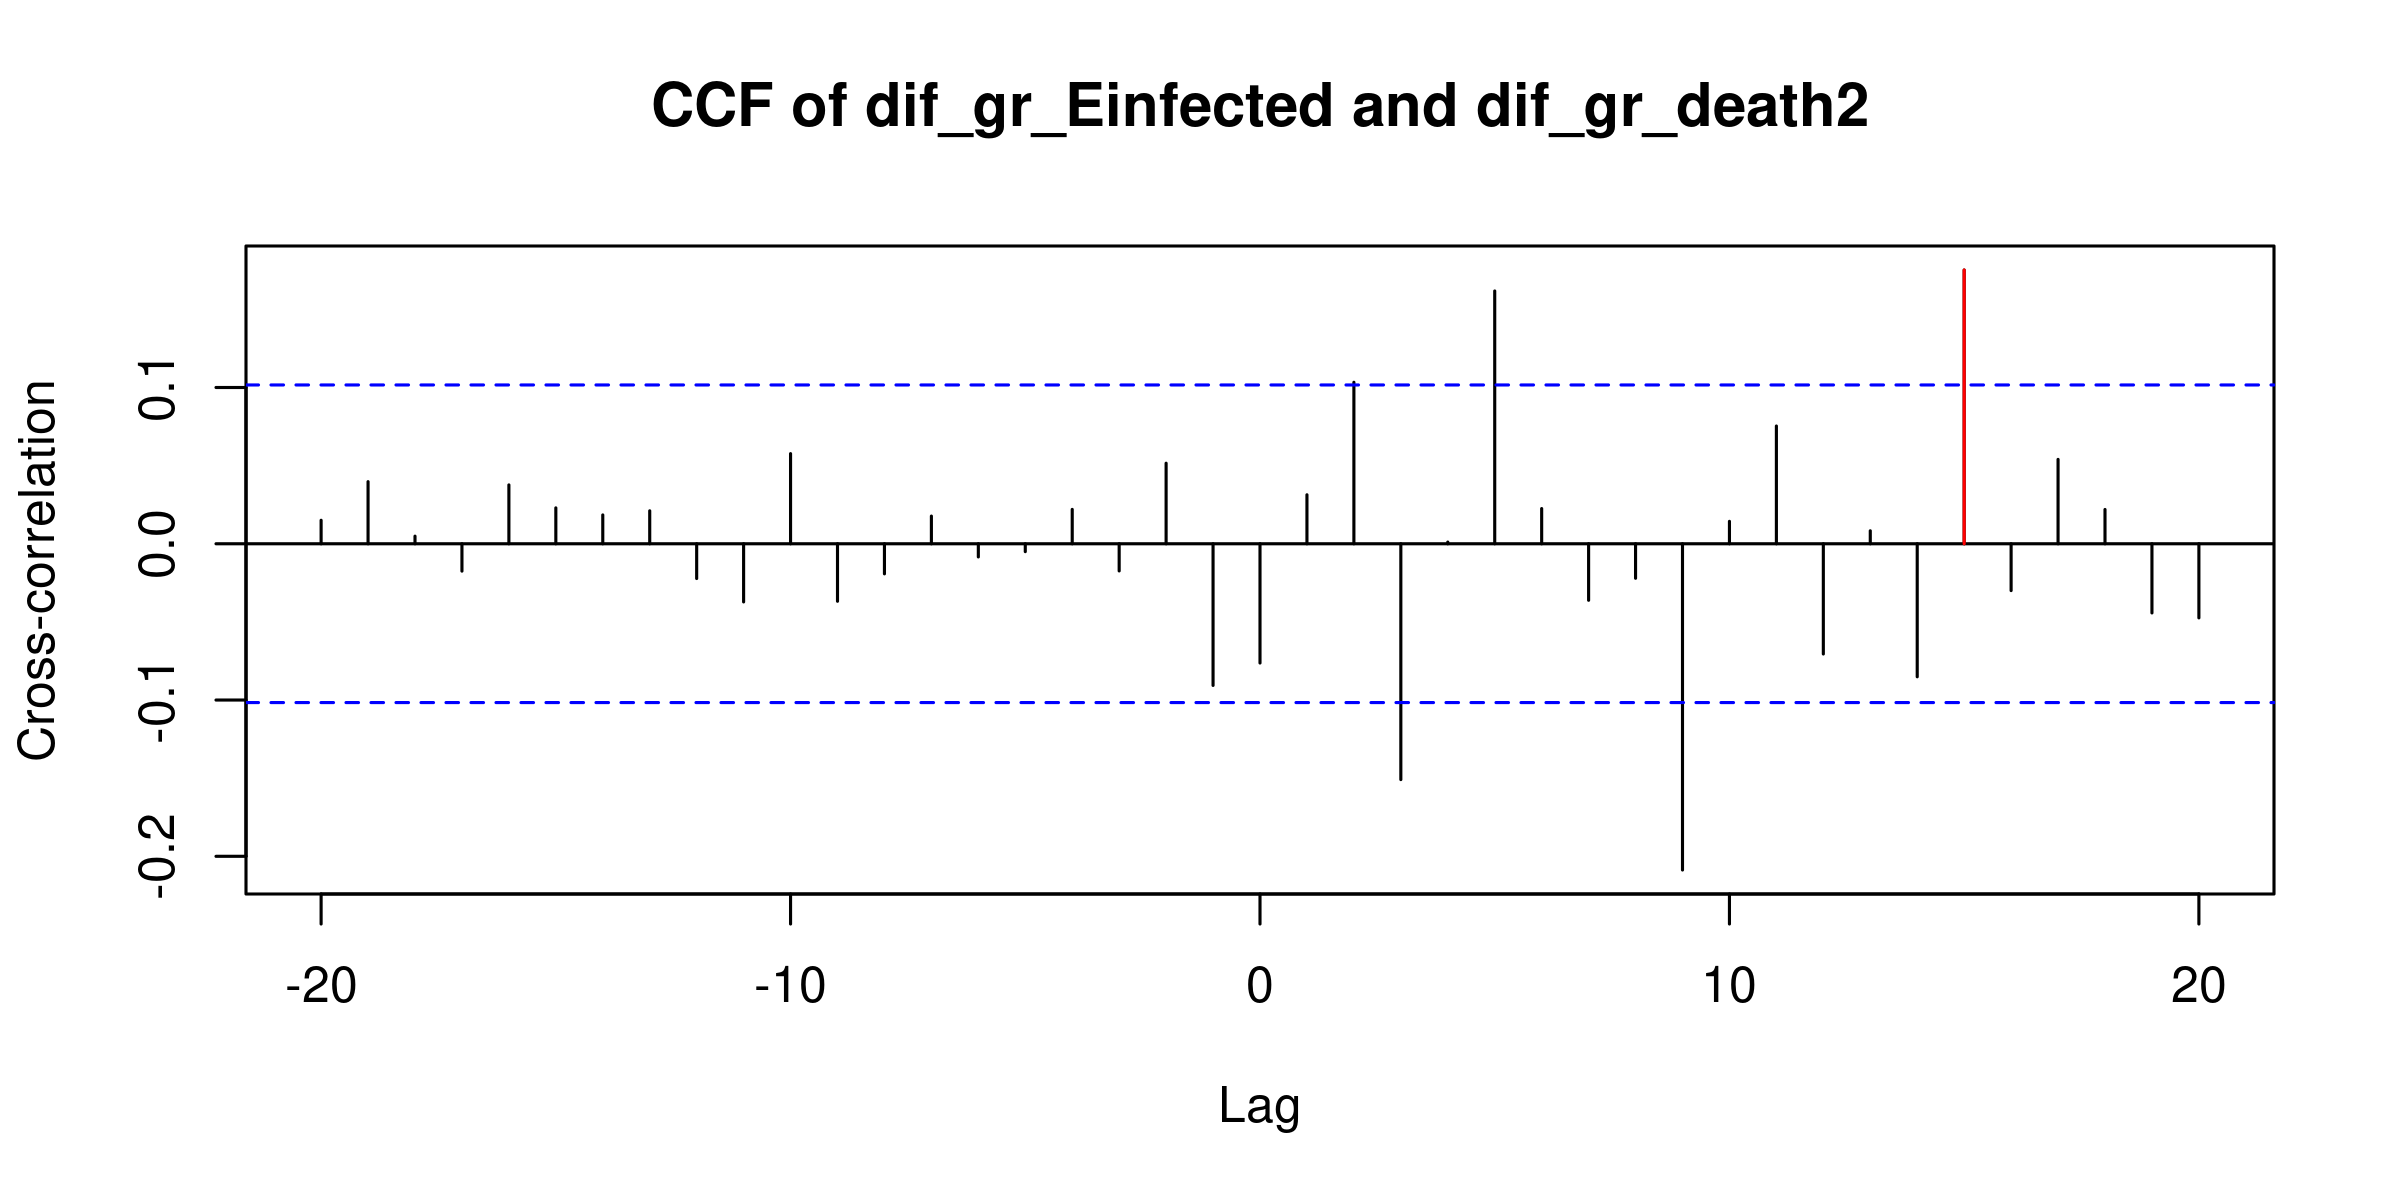 CCF of dif_gr_Einfected and dif_gr_death2
Cross-correlation
0.1
0.0
-0.1
-0.2
-20 -10 0 10 20
Lag